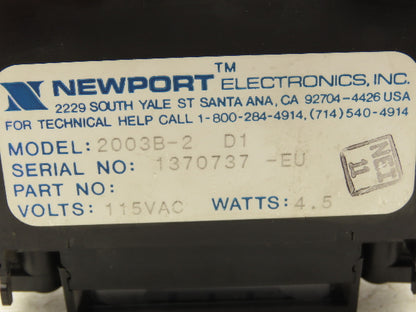 NEWPORT™ ELECTRONICS, INC.
2229 SOUTH YALE ST SANTA ANA, CA 92704-4426 USA
FOR TECHNICAL HELP CALL 1-800-284-4914, (714) 540-4914
MODEL: 2003B-2 D1
SERIAL NO: 1370737 -EU
PART NO:
VOLTS: 115VAC WATTS: 4.5
NEI
11